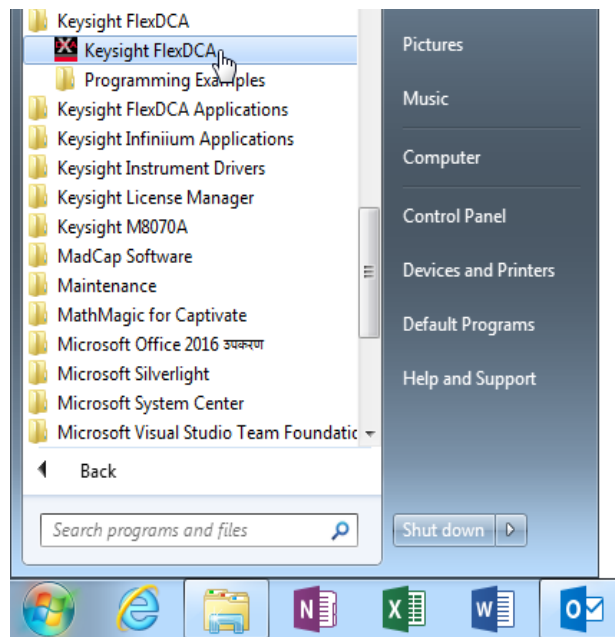 Keysight FlexDCA
Keysight FlexDCA
Programming Examples
Keysight FlexDCA Applications
Keysight Infiniium Applications
Keysight Instrument Drivers
Keysight License Manager
Keysight M8070A
MadCap Software
Maintenance
MathMagic for Captivate
Microsoft Office 2016 उपकरण
Microsoft Silverlight
Microsoft System Center
Microsoft Visual Studio Team Foundatic
Back
Search programs and files
Pictures
Music
Computer
Control Panel
Devices and Printers
Default Programs
Help and Support
Shut down
N
X
W
O